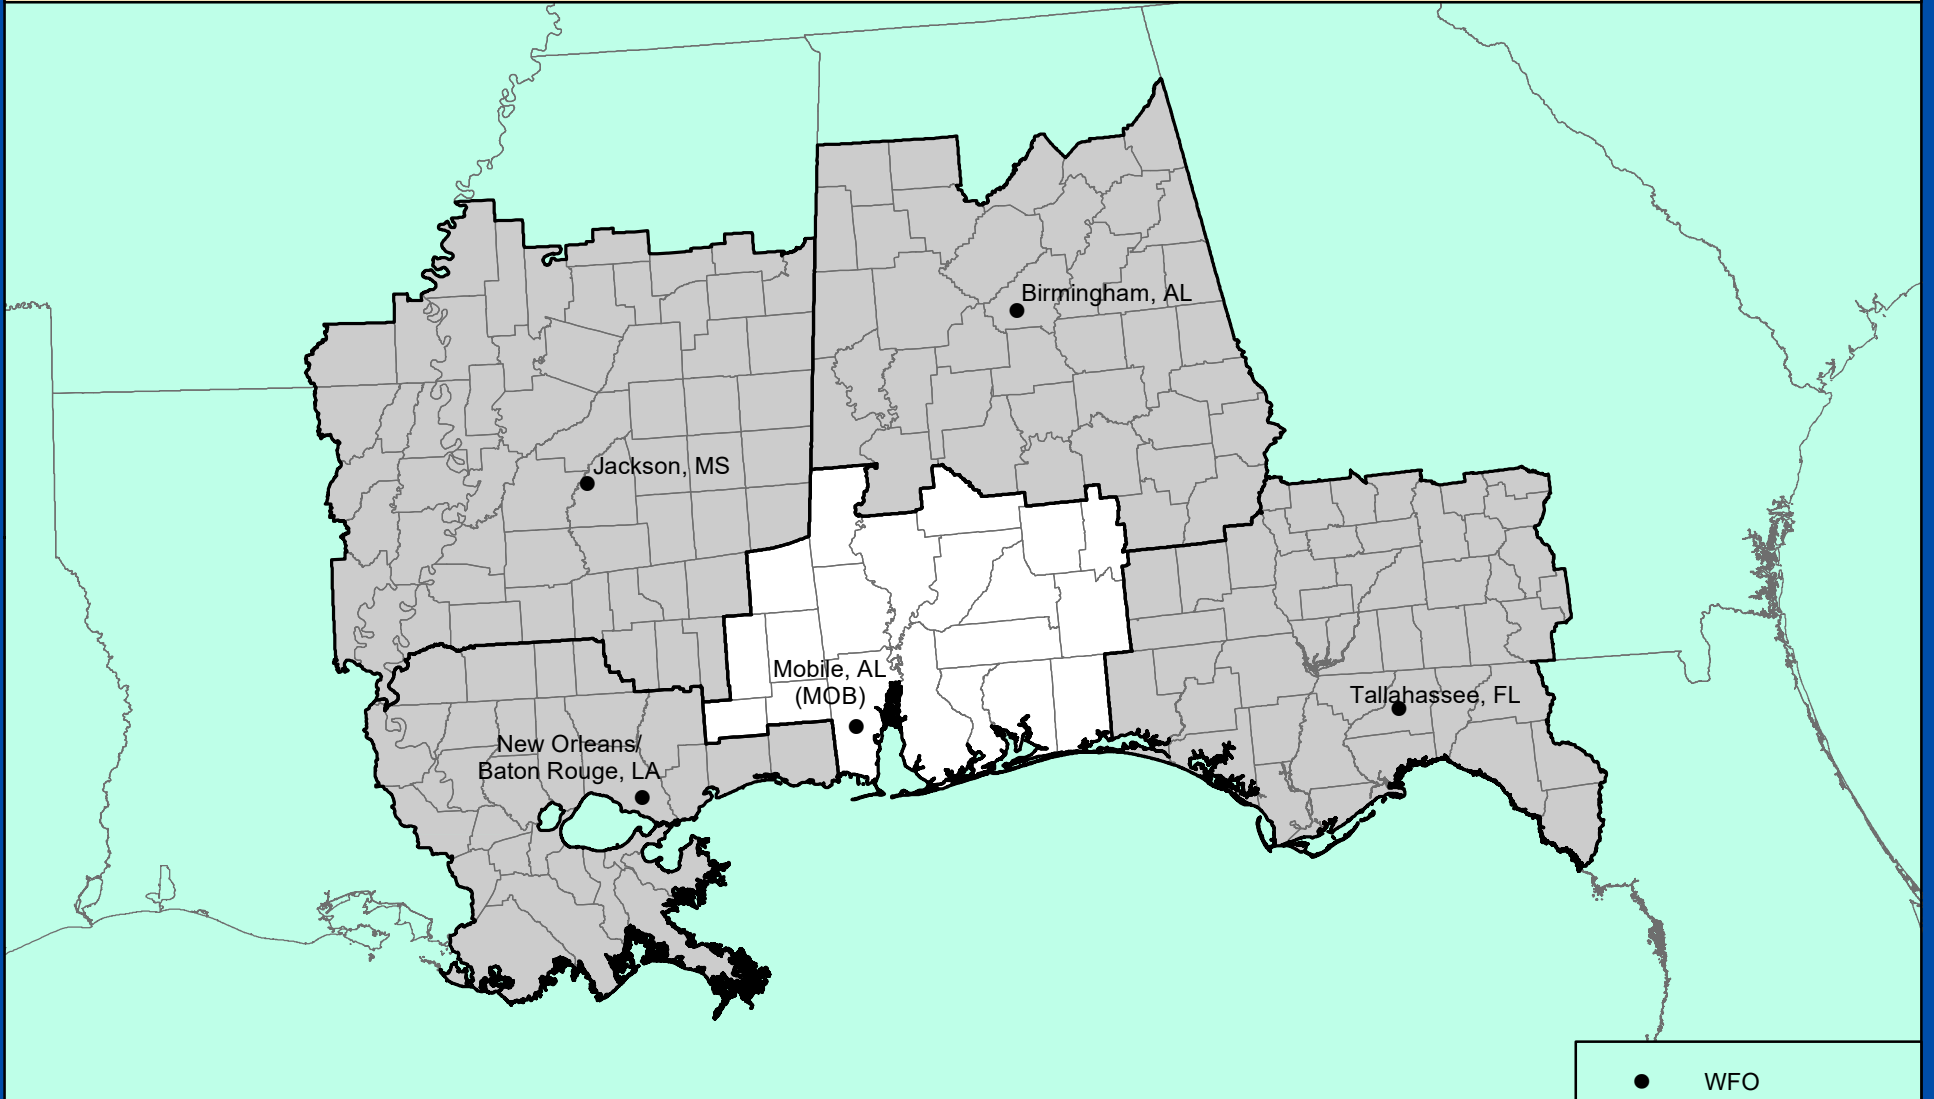 Birmingham, AL
Jackson, MS
Mobile, AL
(MOB)
Tallahassee, FL
New Orleans/
Baton Rouge, LA
WFO